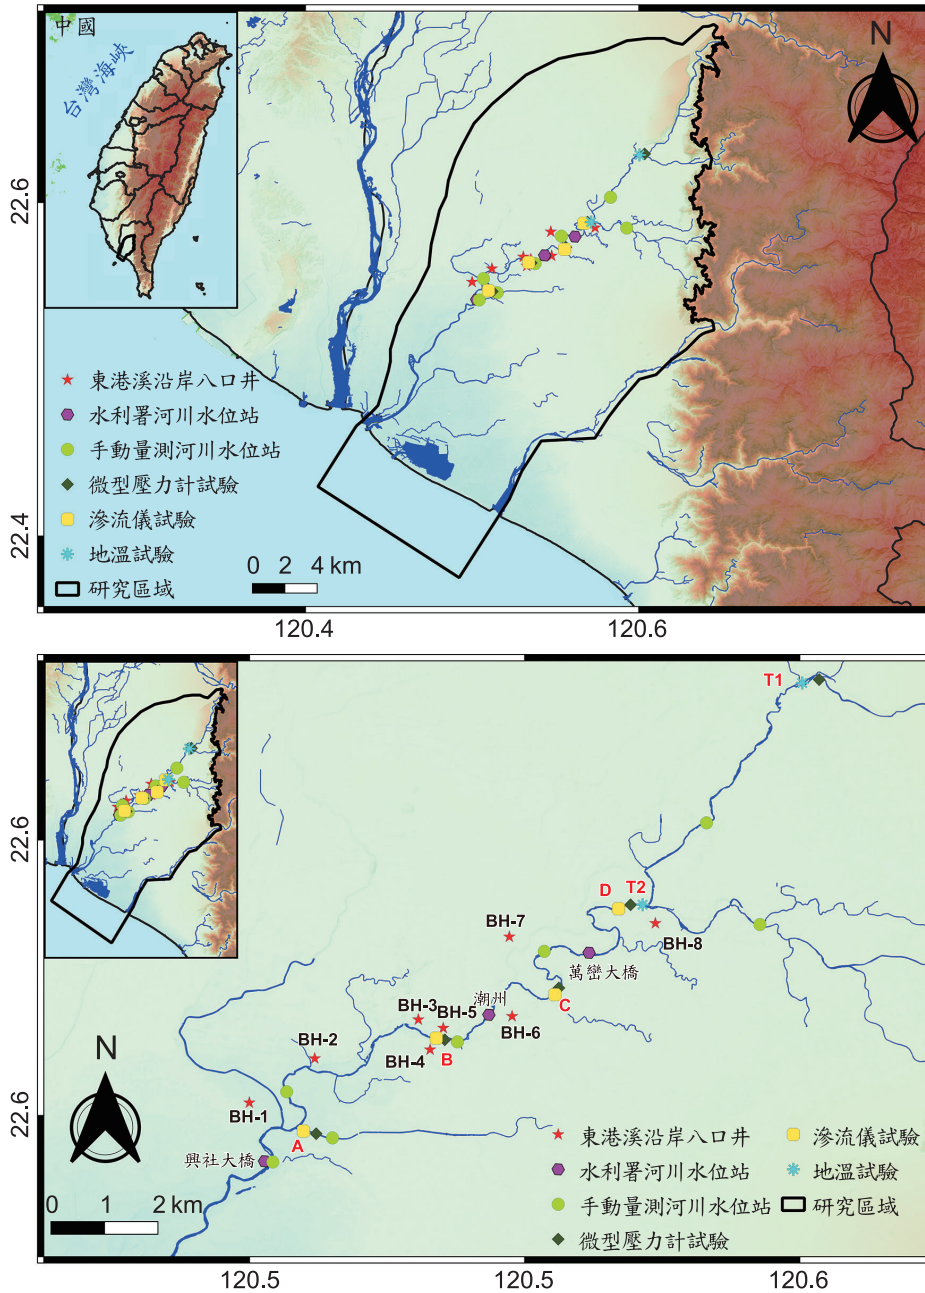 中國
台灣海峽
N
22.6
22.4
東港溪沿岸八口井
水利署河川水位站
手動量測河川水位站
微型壓力計試驗
滲流儀試驗
地溫試驗
研究區域
0 2 4 km
120.4
120.6
T1
22.6
D
T2
BH-7
BH-8
萬巒大橋
潮州
C
BH-3
BH-5
BH-6
BH-2
BH-4
B
N
BH-1
22.6
A
興社大橋
東港溪沿岸八口井
滲流儀試驗
水利署河川水位站
地溫試驗
手動量測河川水位站
研究區域
微型壓力計試驗
0 1 2 km
120.5
120.5
120.6